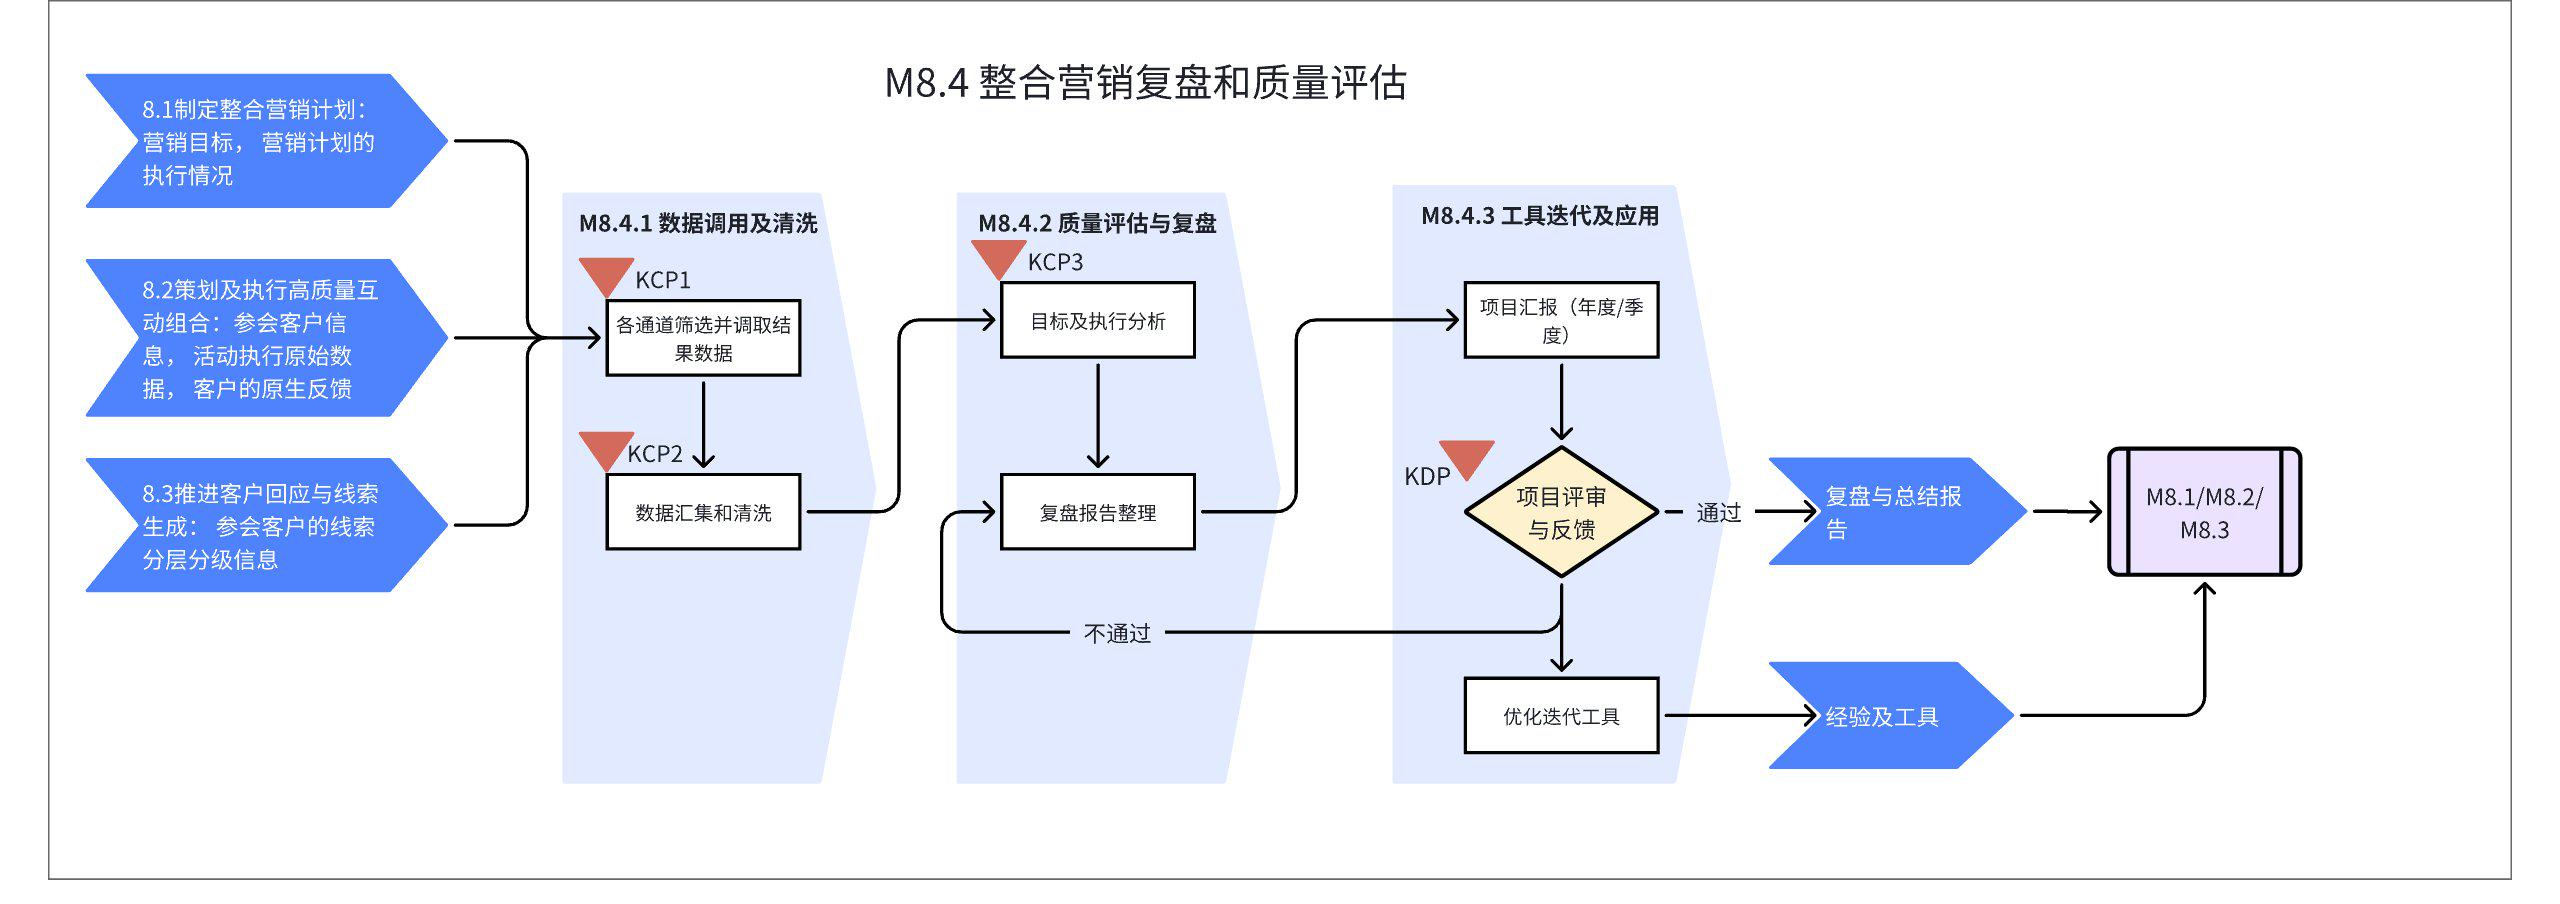 M8.4 整合营销复盘和质量评估
8.1制定整合营销计划：
营销目标， 营销计划的
执行情况
8.2策划及执行高质量互
动组合：参会客户信
息， 活动执行原始数
据， 客户的原生反馈
8.3推进客户回应与线索
生成： 参会客户的线索
分层分级信息
M8.4.1 数据调用及清洗
KCP1
各通道筛选并调取结
果数据
KCP2
数据汇集和清洗
M8.4.2 质量评估与复盘
KCP3
目标及执行分析
复盘报告整理
不通过
M8.4.3 工具迭代及应用
项目汇报（年度/季
度）
KDP
项目评审
与反馈
通过
优化迭代工具
复盘与总结报
告
经验及工具
M8.1/M8.2/
M8.3